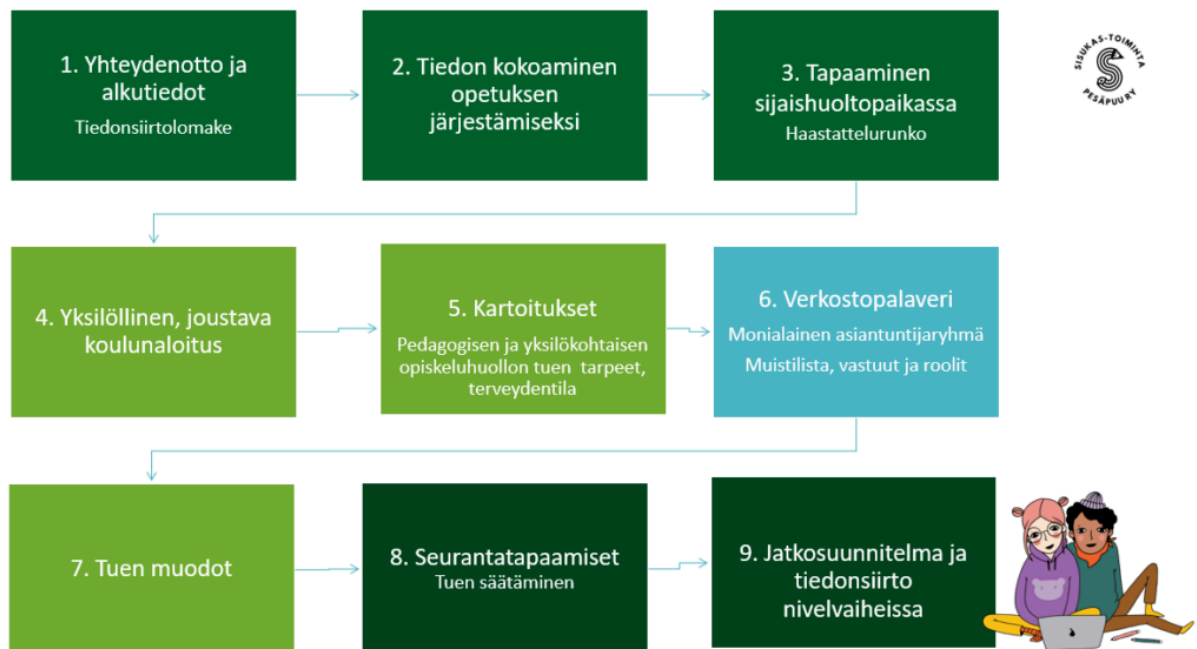 1. Yhteydenotto ja
alkutiedot
Tiedonsiirtolomake
2. Tiedon kokoaminen
opetuksen
järjestämiseksi
3. Tapaaminen
sijaishuoltopaikassa
Haastattelurunko
SISUKAS-TOIMINTA
PESÄPUU RY
4. Yksilöllinen, joustava
koulunaloitus
5. Kartoitukset
Pedagogisen ja yksilökohtaisen
opiskeluhuollon tuen tarpeet,
terveydentila
6. Verkostopalaveri
Monialainen asiantuntijaryhmä
Muistilista, vastuut ja roolit
7. Tuen muodot
8. Seurantatapaamiset
Tuen säätäminen
9. Jatkosuunnitelma ja
tiedonsiirto
nivelvaiheissa